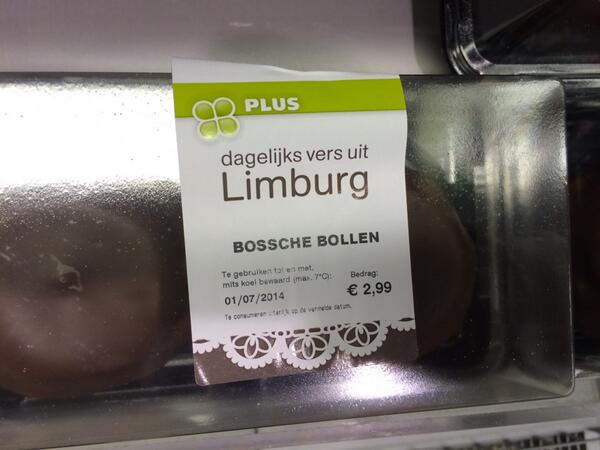 PLUS
dagelijks vers uit
Limburg
BOSSCHE BOLLEN
Te gebruiken tot en met,
mits koel bewaard (max. 7°C):
01/07/2014
Bedrag:
€ 2,99
Te consumeren uiterlijk op de vermelde datum.